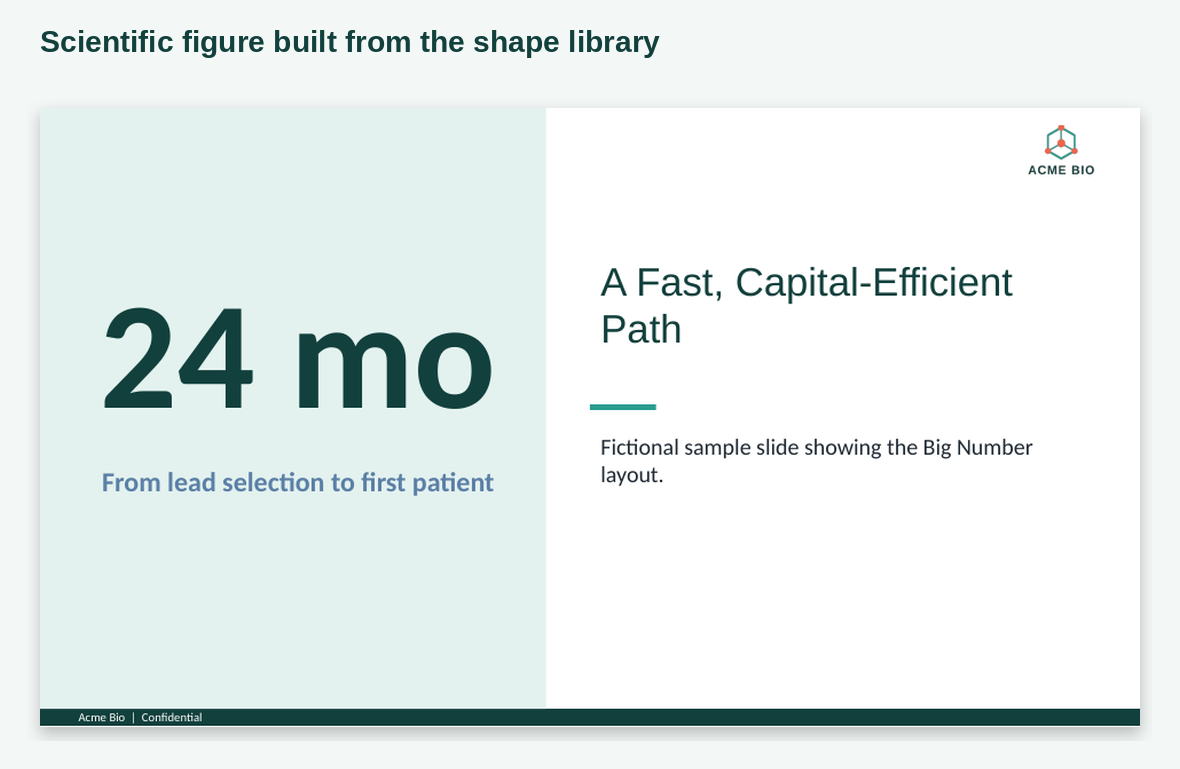 Scientific figure built from the shape library
ACME BIO
24 mo
From lead selection to first patient
A Fast, Capital-Efficient
Path
Fictional sample slide showing the Big Number
layout.
Acme Bio | Confidential